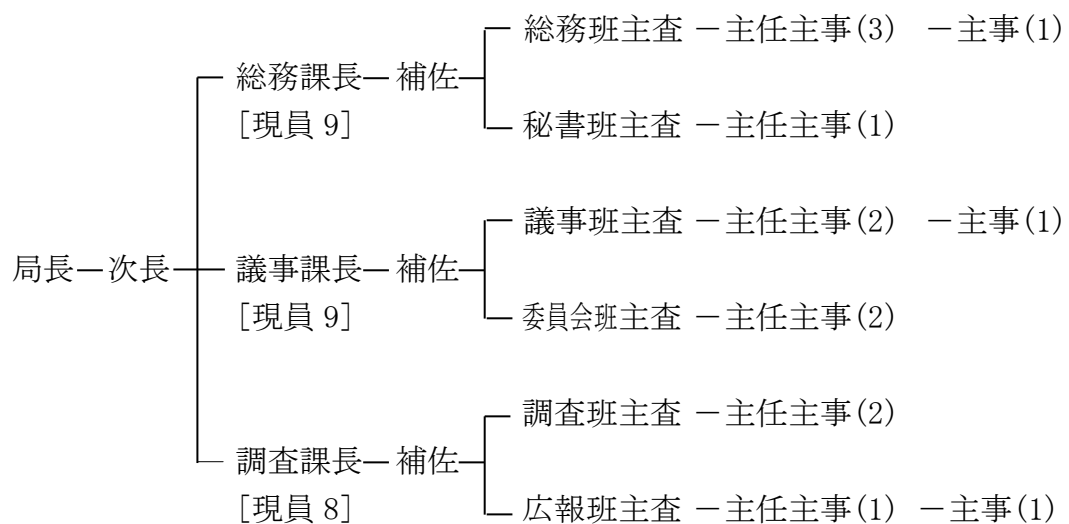 総務班主査 －主任主事(3) －主事(1)
総務課長 補佐
[現員 9] 秘書班主査 －主任主事(1)
議事班主査 －主任主事(2) －主事(1)
局長 次長 議事課長 補佐
[現員 9] 委員会班主査 －主任主事(2)
調査班主査 －主任主事(2)
調査課長 補佐
[現員 8] 広報班主査 －主任主事(1) －主事(1)